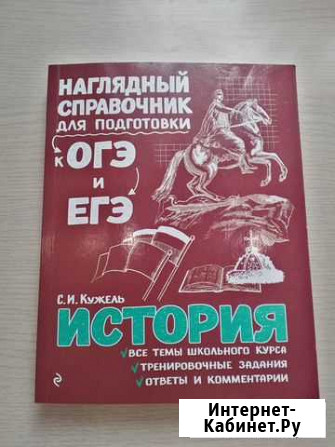 НАГЛЯДНЫЙ
СПРАВОЧНИК
ДЛЯ ПОДГОТОВКИ
К ОГЭ
И
ЕГЭ
С.И. КУЖЕЛЬ
ИСТОРИЯ
ВСЕ ТЕМЫ ШКОЛЬНОГО КУРСА
ТРЕНИРОВОЧНЫЕ ЗАДАНИЯ
ОТВЕТЫ И КОММЕНТАРИИ
Интернет-
Кабинет.Ру